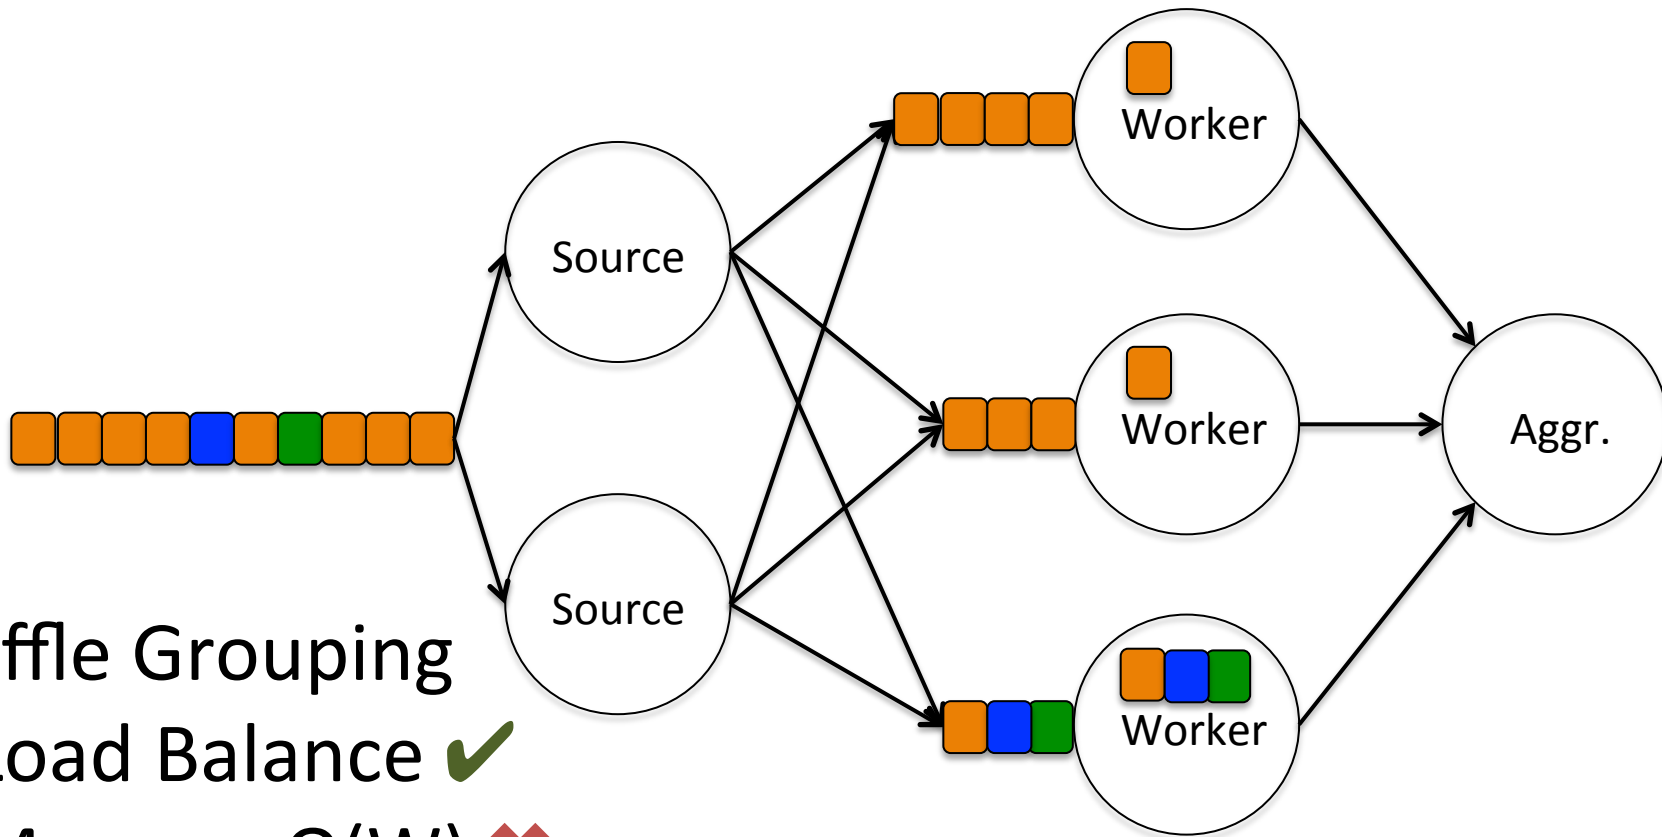 Worker
Source
Worker
Aggr.
Source
ffle Grouping
oad Balance ✔
Worker
O(W)